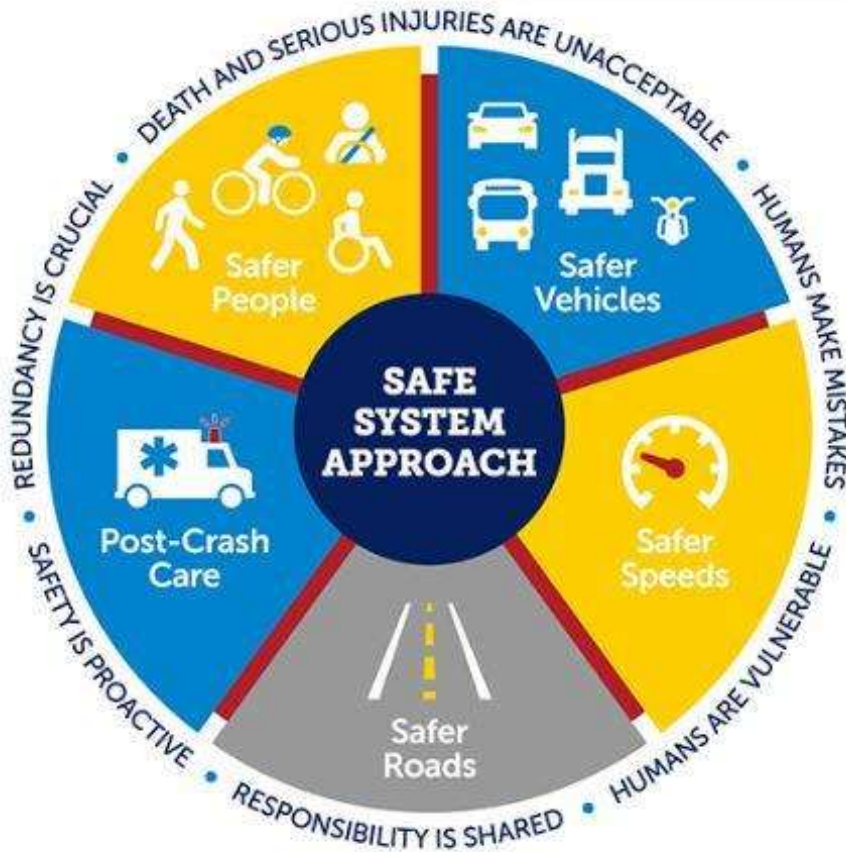 DEATH AND SERIOUS INJURIES ARE UNACCEPTABLE
HUMANS MAKE MISTAKES
HUMANS ARE VULNERABLE
RESPONSIBILITY IS SHARED
SAFETY IS PROACTIVE
REDUNDANCY IS CRUCIAL
Safer
People
Safer
Vehicles
SAFE
SYSTEM
APPROACH
Safer
Speeds
Safer
Roads
Post-Crash
Care